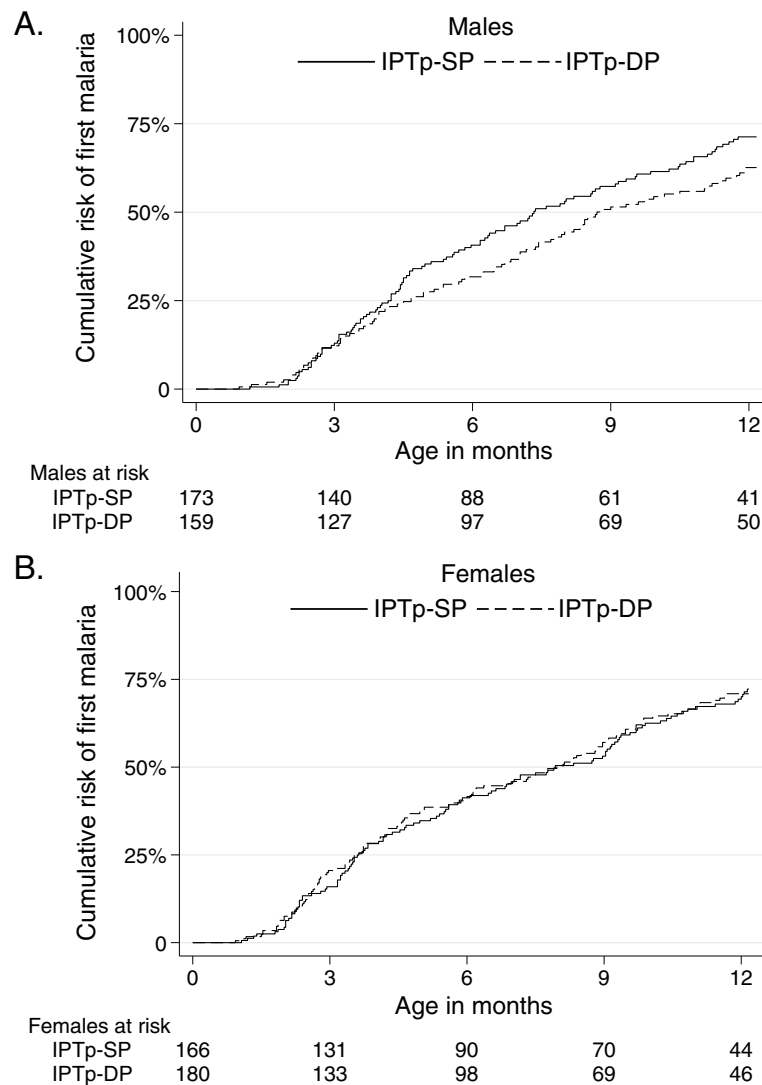 A.
Males
IPTp-SP IPTp-DP
Cumulative risk of first malaria
100%
75%
50%
25%
0
0 3 6 9 12
Age in months
Males at risk
IPTp-SP 173 140 88 61 41
IPTp-DP 159 127 97 69 50
B.
Females
IPTp-SP IPTp-DP
Cumulative risk of first malaria
100%
75%
50%
25%
0
0 3 6 9 12
Age in months
Females at risk
IPTp-SP 166 131 90 70 44
IPTp-DP 180 133 98 69 46